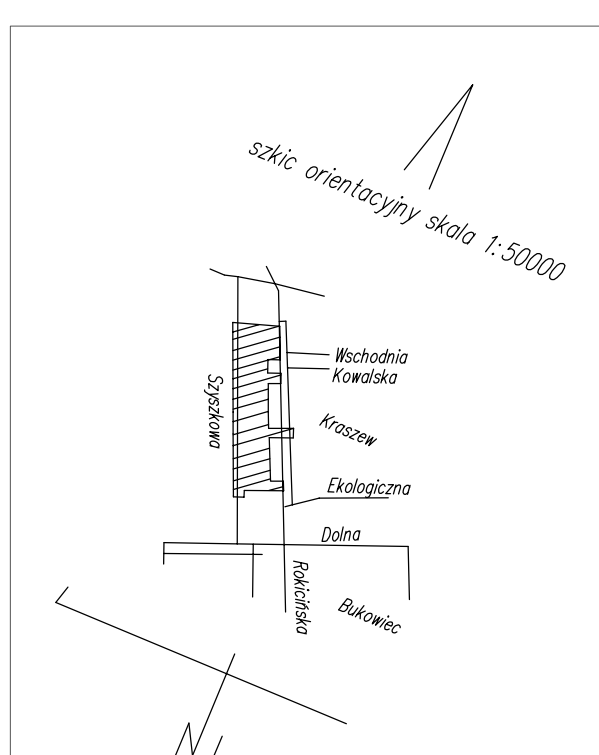 szkic orientacyjny skala 1:50000
Wschodnia
Kowalska
Szyszkowa
Kraszew
Ekologiczna
Dolna
Rokicińska
Bukowiec
N